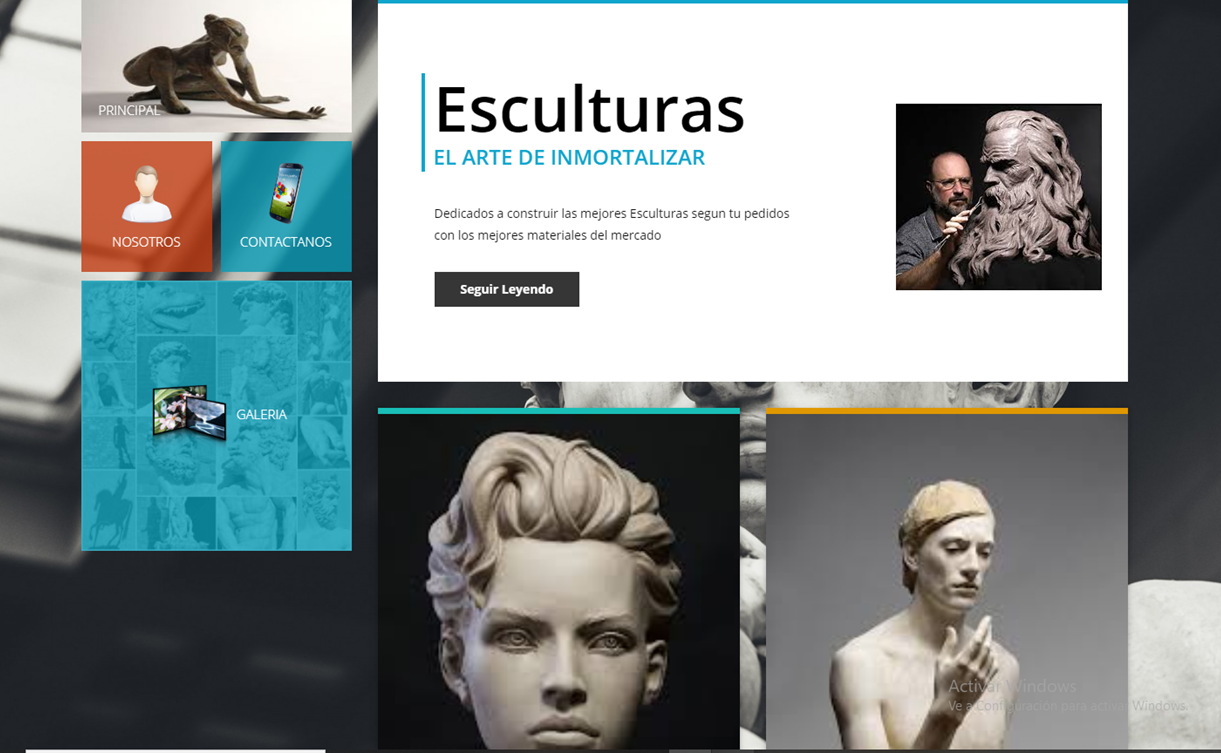 PRINCIPAL
NOSOTROS
CONTACTANOS
GALERIA
Esculturas
EL ARTE DE INMORTALIZAR
Dedicados a construir las mejores Esculturas segun tu pedidos
con los mejores materiales del mercado
Seguir Leyendo
Activar Windows
Ve a Configuración para activar Windows.